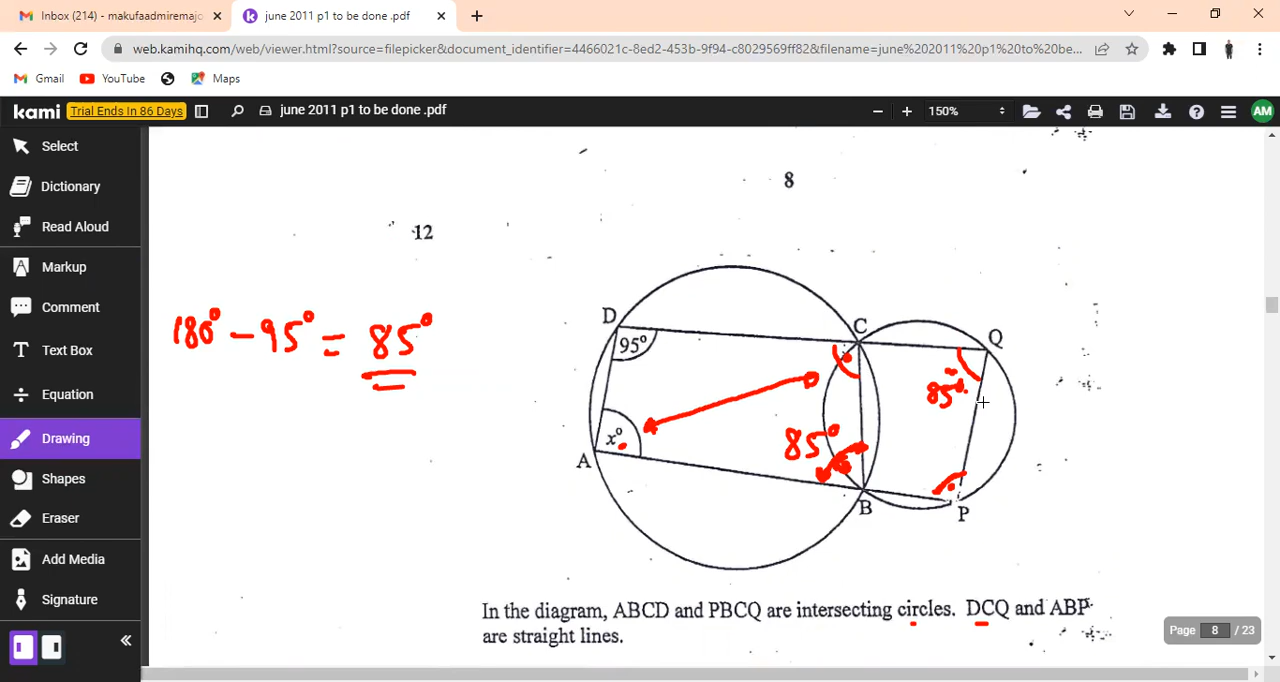 Inbox (214) - makufaadmiremajo
june 2011 p1 to be done .pdf
web.kamihq.com/web/viewer.html?source=filepicker&document_identifier=4466021c-8ed2-453b-9f94-c8029569ff82&filename=june%202011%20p1%20to%20be...
Gmail
YouTube
Maps
kami
Trial Ends In 86 Days
june 2011 p1 to be done .pdf
150%
AM
Select
Dictionary
Read Aloud
Markup
Comment
Text Box
Equation
Drawing
Shapes
Eraser
Add Media
Signature
8
12
180° - 95° = 85°
D
C
Q
95°
85°
x°
85°
A
B
P
In the diagram, ABCD and PBCQ are intersecting circles. DCQ and ABP
are straight lines.
Page 8 / 23